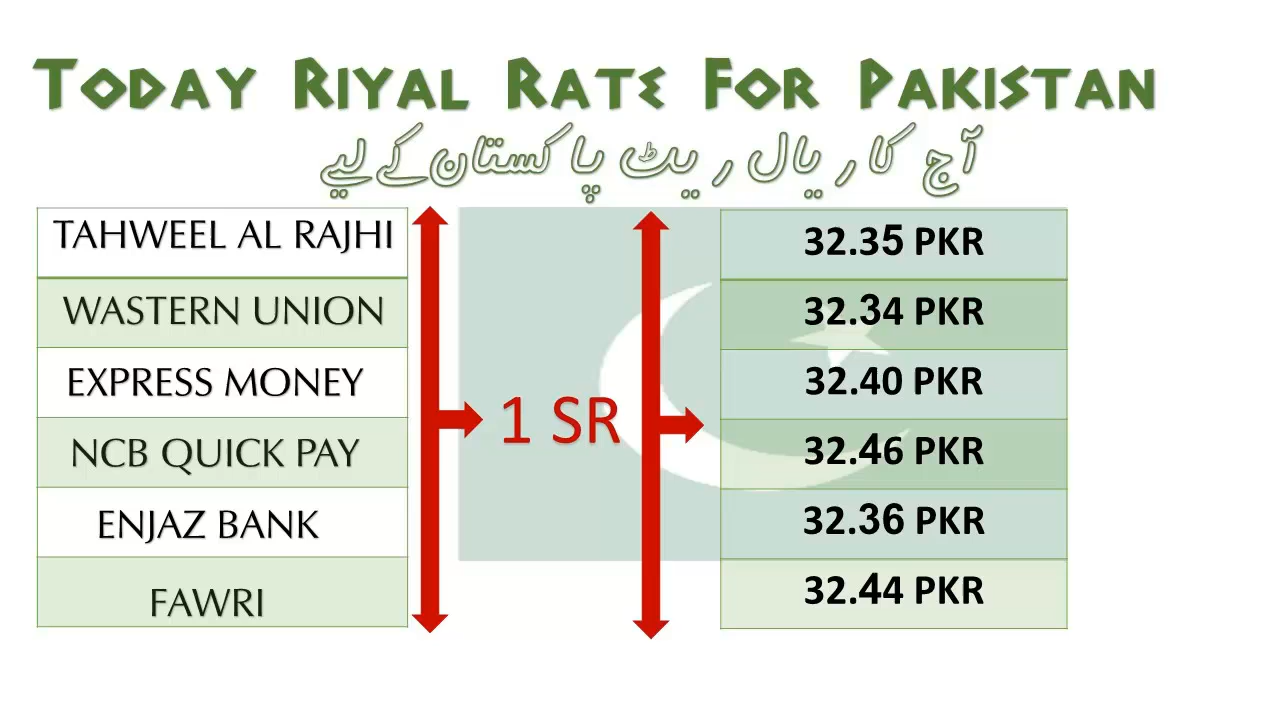 TODAY RIYAL RATE FOR PAKISTAN
آج کا ریال ریٹ پاکستان کے لیے
TAHWEEL AL RAJHI 32.35 PKR
WASTERN UNION 32.34 PKR
EXPRESS MONEY 32.40 PKR
1 SR
NCB QUICK PAY 32.46 PKR
ENJAZ BANK 32.36 PKR
FAWRI 32.44 PKR